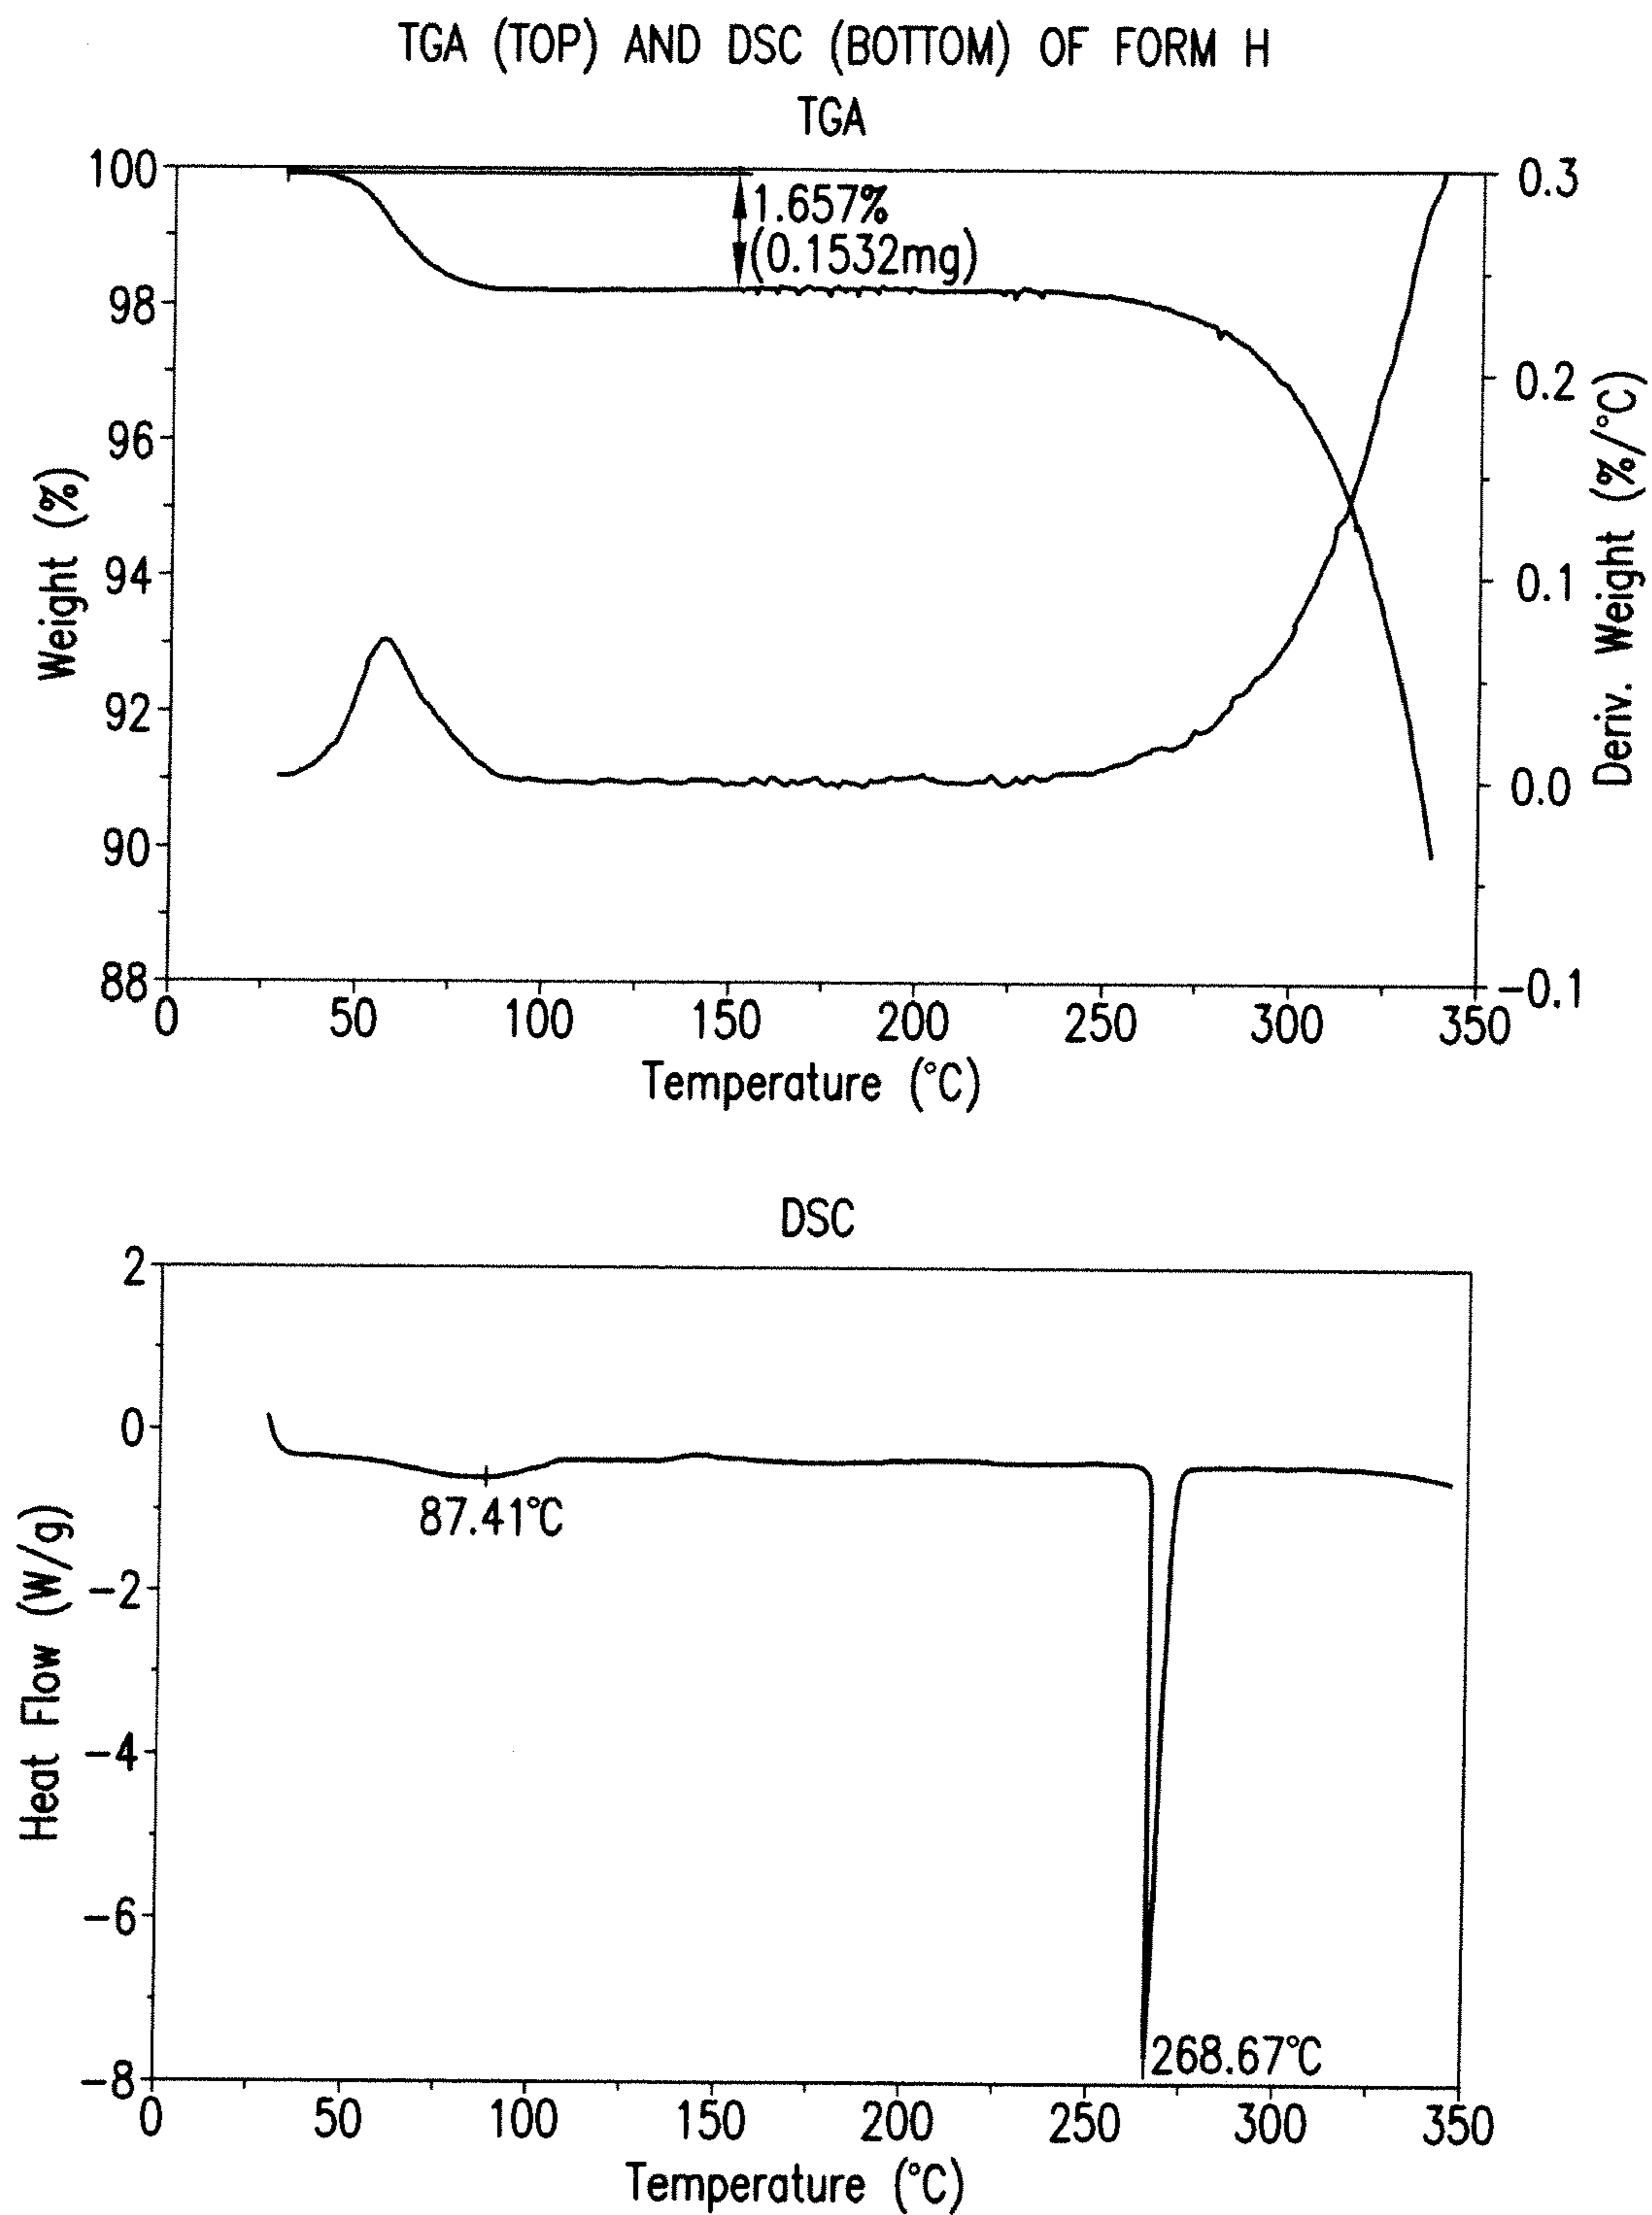 TGA (TOP) AND DSC (BOTTOM) OF FORM H
TGA
100
98
96
94
92
90
88
Weight (%)
1.657%
(0.1532mg)
0.3
0.2
0.1
0.0
-0.1
Deriv. Weight (%/°C)
0 50 100 150 200 250 300 350
Temperature (°C)
DSC
2
0
-2
-4
-6
-8
Heat Flow (W/g)
87.41°C
268.67°C
0 50 100 150 200 250 300 350
Temperature (°C)